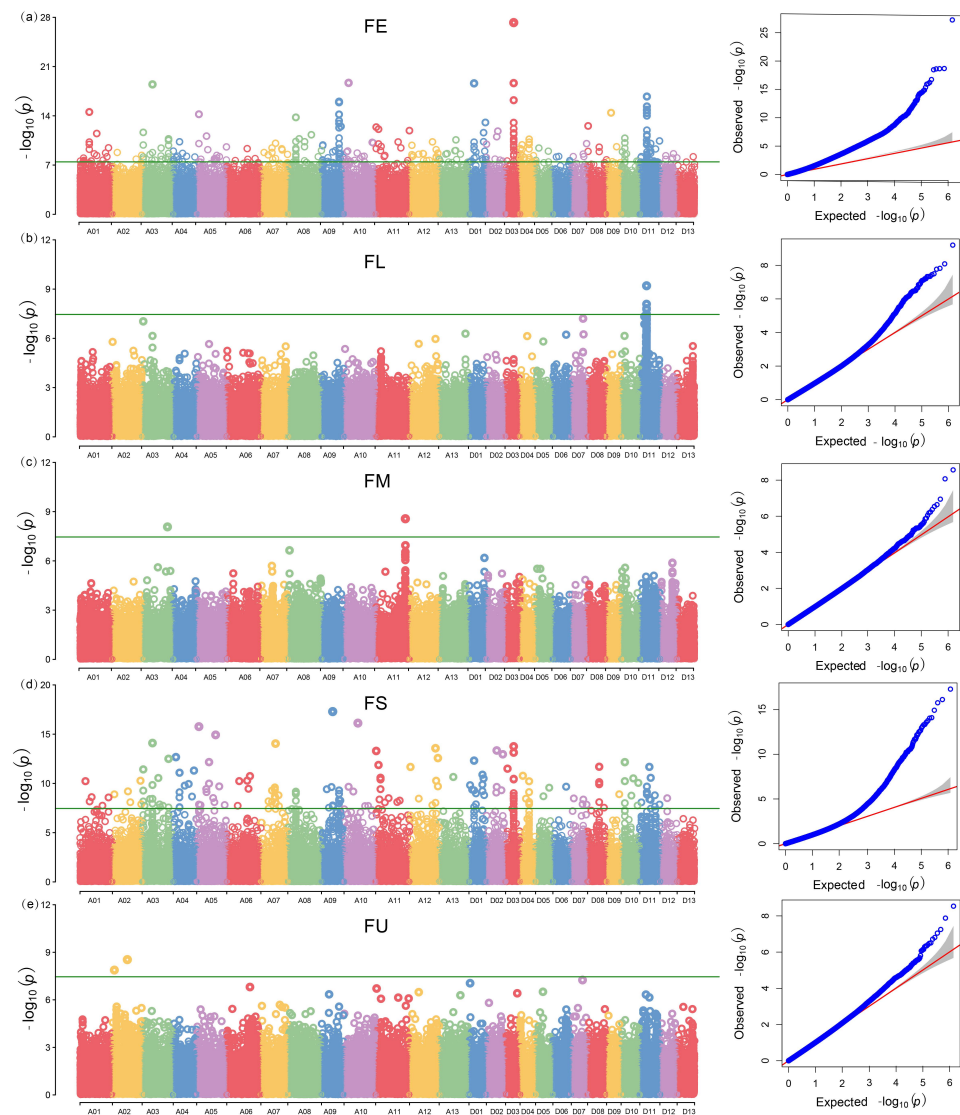 (a) FE
28
21
14
7
0
- log10(p)
A01 A02 A03 A04 A05 A06 A07 A08 A09 A10 A11 A12 A13 D01 D02 D03 D04 D05 D06 D07 D08 D09 D10 D11 D12 D13
25
20
15
10
5
0
Observed -log10(p)
0 1 2 3 4 5 6
Expected -log10(p)
(b) FL
12
9
6
3
0
- log10(p)
A01 A02 A03 A04 A05 A06 A07 A08 A09 A10 A11 A12 A13 D01 D02 D03 D04 D05 D06 D07 D08 D09 D10 D11 D12 D13
8
6
4
2
0
Observed - log10(p)
0 1 2 3 4 5 6
Expected - log10(p)
(c) FM
12
9
6
3
0
- log10(p)
A01 A02 A03 A04 A05 A06 A07 A08 A09 A10 A11 A12 A13 D01 D02 D03 D04 D05 D06 D07 D08 D09 D10 D11 D12 D13
8
6
4
2
0
Observed -log10(p)
0 1 2 3 4 5 6
Expected -log10(p)
(d) FS
20
15
10
5
0
- log10(p)
A01 A02 A03 A04 A05 A06 A07 A08 A09 A10 A11 A12 A13 D01 D02 D03 D04 D05 D06 D07 D08 D09 D10 D11 D12 D13
15
10
5
0
Observed -log10(p)
0 1 2 3 4 5 6
Expected -log10(p)
(e) FU
12
9
6
3
0
- log10(p)
A01 A02 A03 A04 A05 A06 A07 A08 A09 A10 A11 A12 A13 D01 D02 D03 D04 D05 D06 D07 D08 D09 D10 D11 D12 D13
8
6
4
2
0
Observed -log10(p)
0 1 2 3 4 5 6
Expected -log10(p)